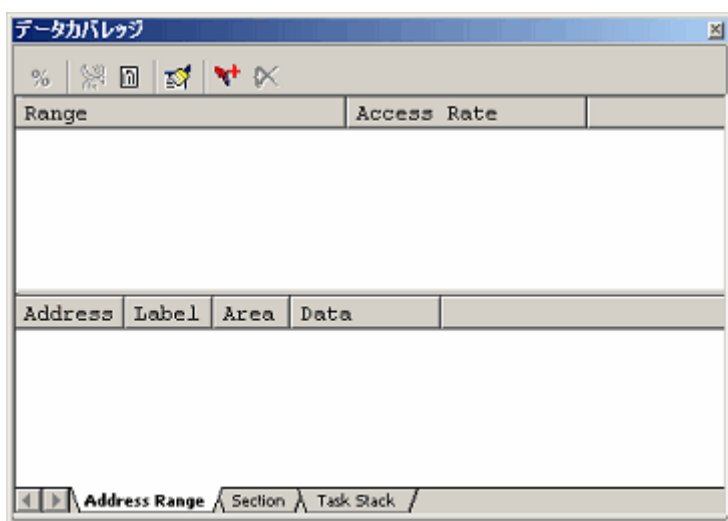 データカバレッジ
%
Range Access Rate
Address Label Area Data
Address Range Section Task Stack